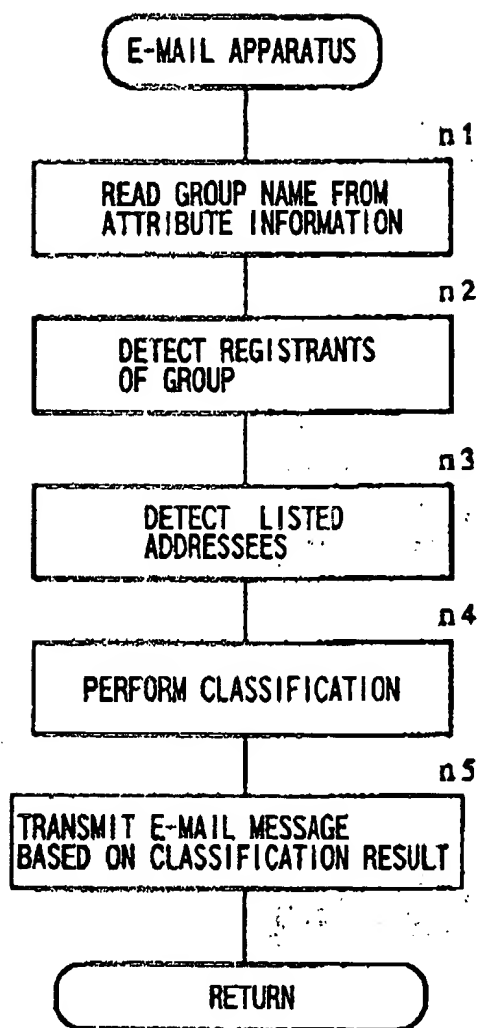 E-MAIL APPARATUS
n1
READ GROUP NAME FROM
ATTRIBUTE INFORMATION
n2
DETECT REGISTRANTS
OF GROUP
n3
DETECT LISTED
ADDRESSEES
n4
PERFORM CLASSIFICATION
n5
TRANSMIT E-MAIL MESSAGE
BASED ON CLASSIFICATION RESULT
RETURN